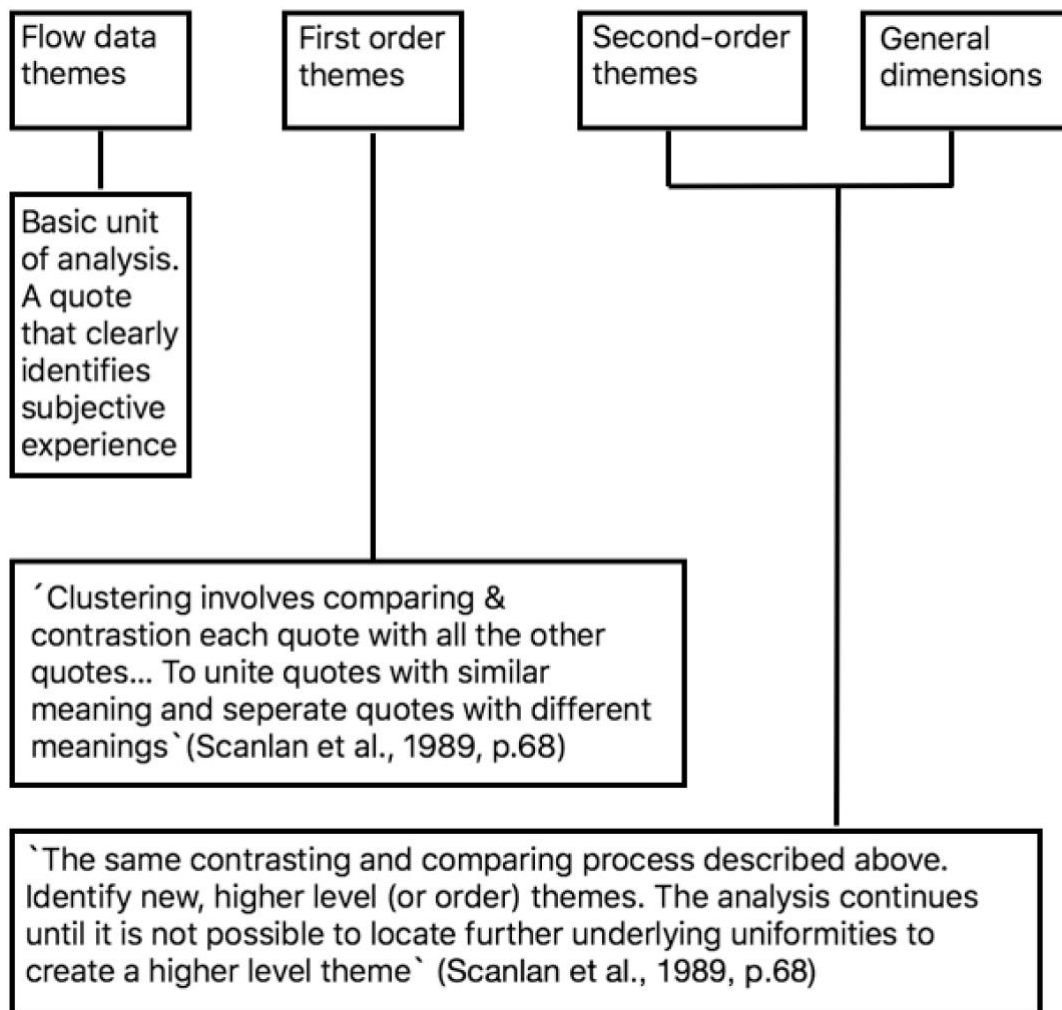 Flow data
themes
First order
themes
Second-order
themes
General
dimensions
Basic unit
of analysis.
A quote
that clearly
identifies
subjective
experience
´Clustering involves comparing &
contrastion each quote with all the other
quotes... To unite quotes with similar
meaning and seperate quotes with different
meanings`(Scanlan et al., 1989, p.68)
`The same contrasting and comparing process described above.
Identify new, higher level (or order) themes. The analysis continues
until it is not possible to locate further underlying uniformities to
create a higher level theme` (Scanlan et al., 1989, p.68)